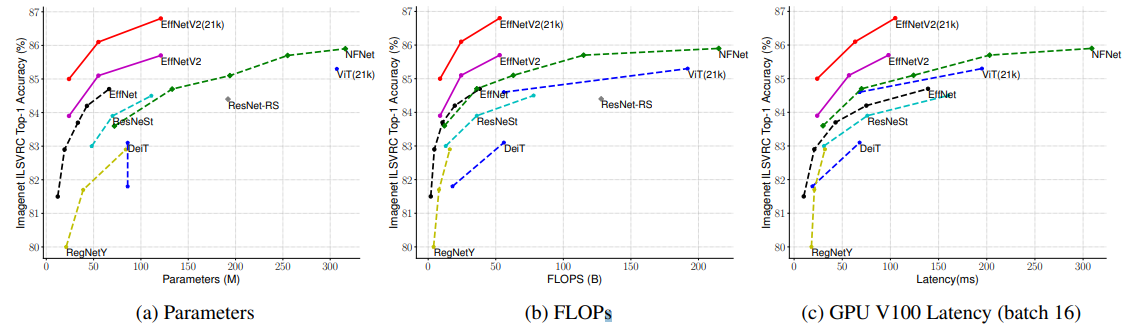 87
86
85
84
83
82
81
80
Imagenet ILSVRC Top-1 Accuracy (%)
EffNetV2(21k)
EffNetV2
NFNet
ViT(21k)
EffNet
ResNet-RS
ResNeSt
DeiT
RegNetY
0 50 100 150 200 250 300
Parameters (M)
(a) Parameters
87
86
85
84
83
82
81
80
Imagenet ILSVRC Top-1 Accuracy (%)
EffNetV2(21k)
EffNetV2
NFNet
ViT(21k)
EffNet
ResNet-RS
ResNeSt
DeiT
RegNetY
0 50 100 150 200
FLOPS (B)
(b) FLOPs
87
86
85
84
83
82
81
80
Imagenet ILSVRC Top-1 Accuracy (%)
EffNetV2(21k)
EffNetV2
NFNet
ViT(21k)
EffNet
ResNeSt
DeiT
RegNetY
0 50 100 150 200 250 300
Latency(ms)
(c) GPU V100 Latency (batch 16)